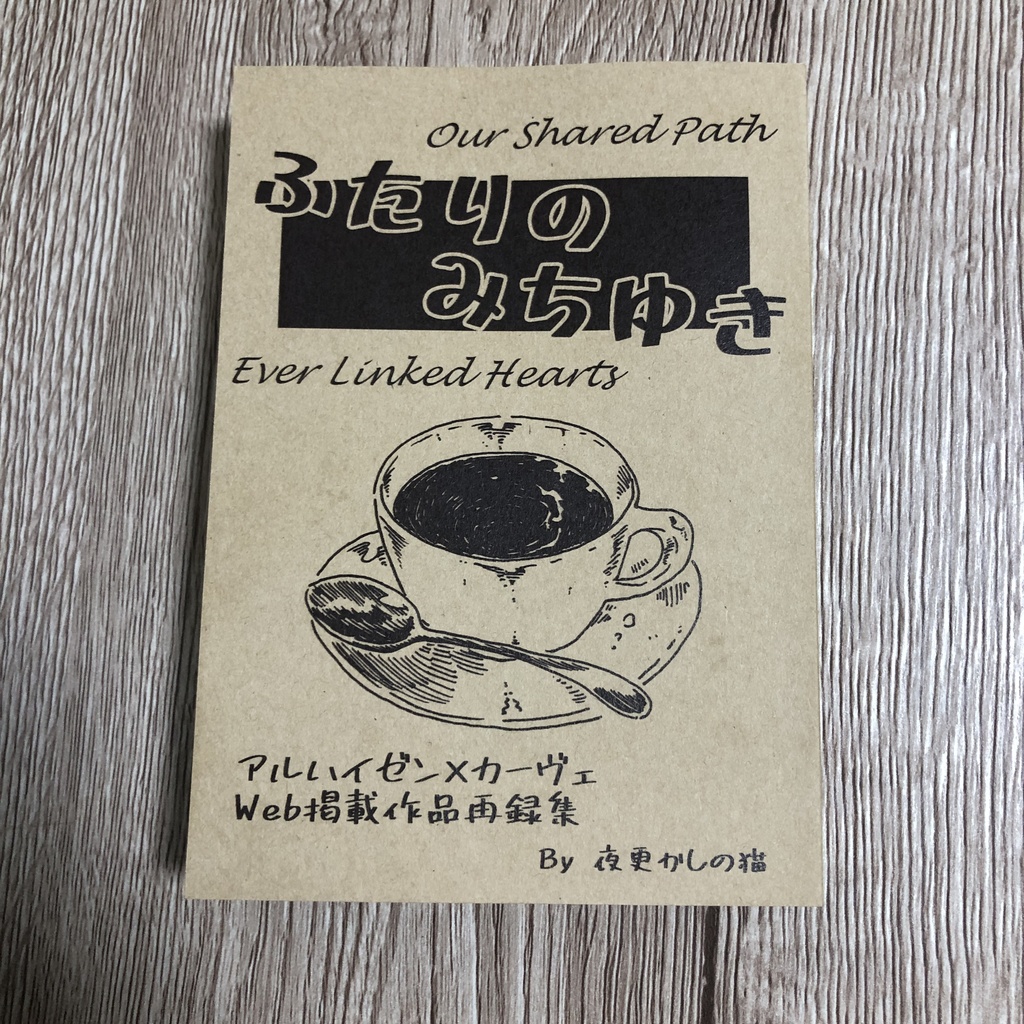 Our Shared Path
ふたりの
みちゆき
Ever Linked Hearts
アルハイゼン×カーヴェ
Web掲載作品再録集
By 夜更かしの猫